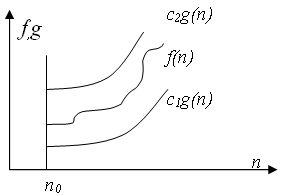 c₂g(n)
f,g
f(n)
c₁g(n)
n
n₀